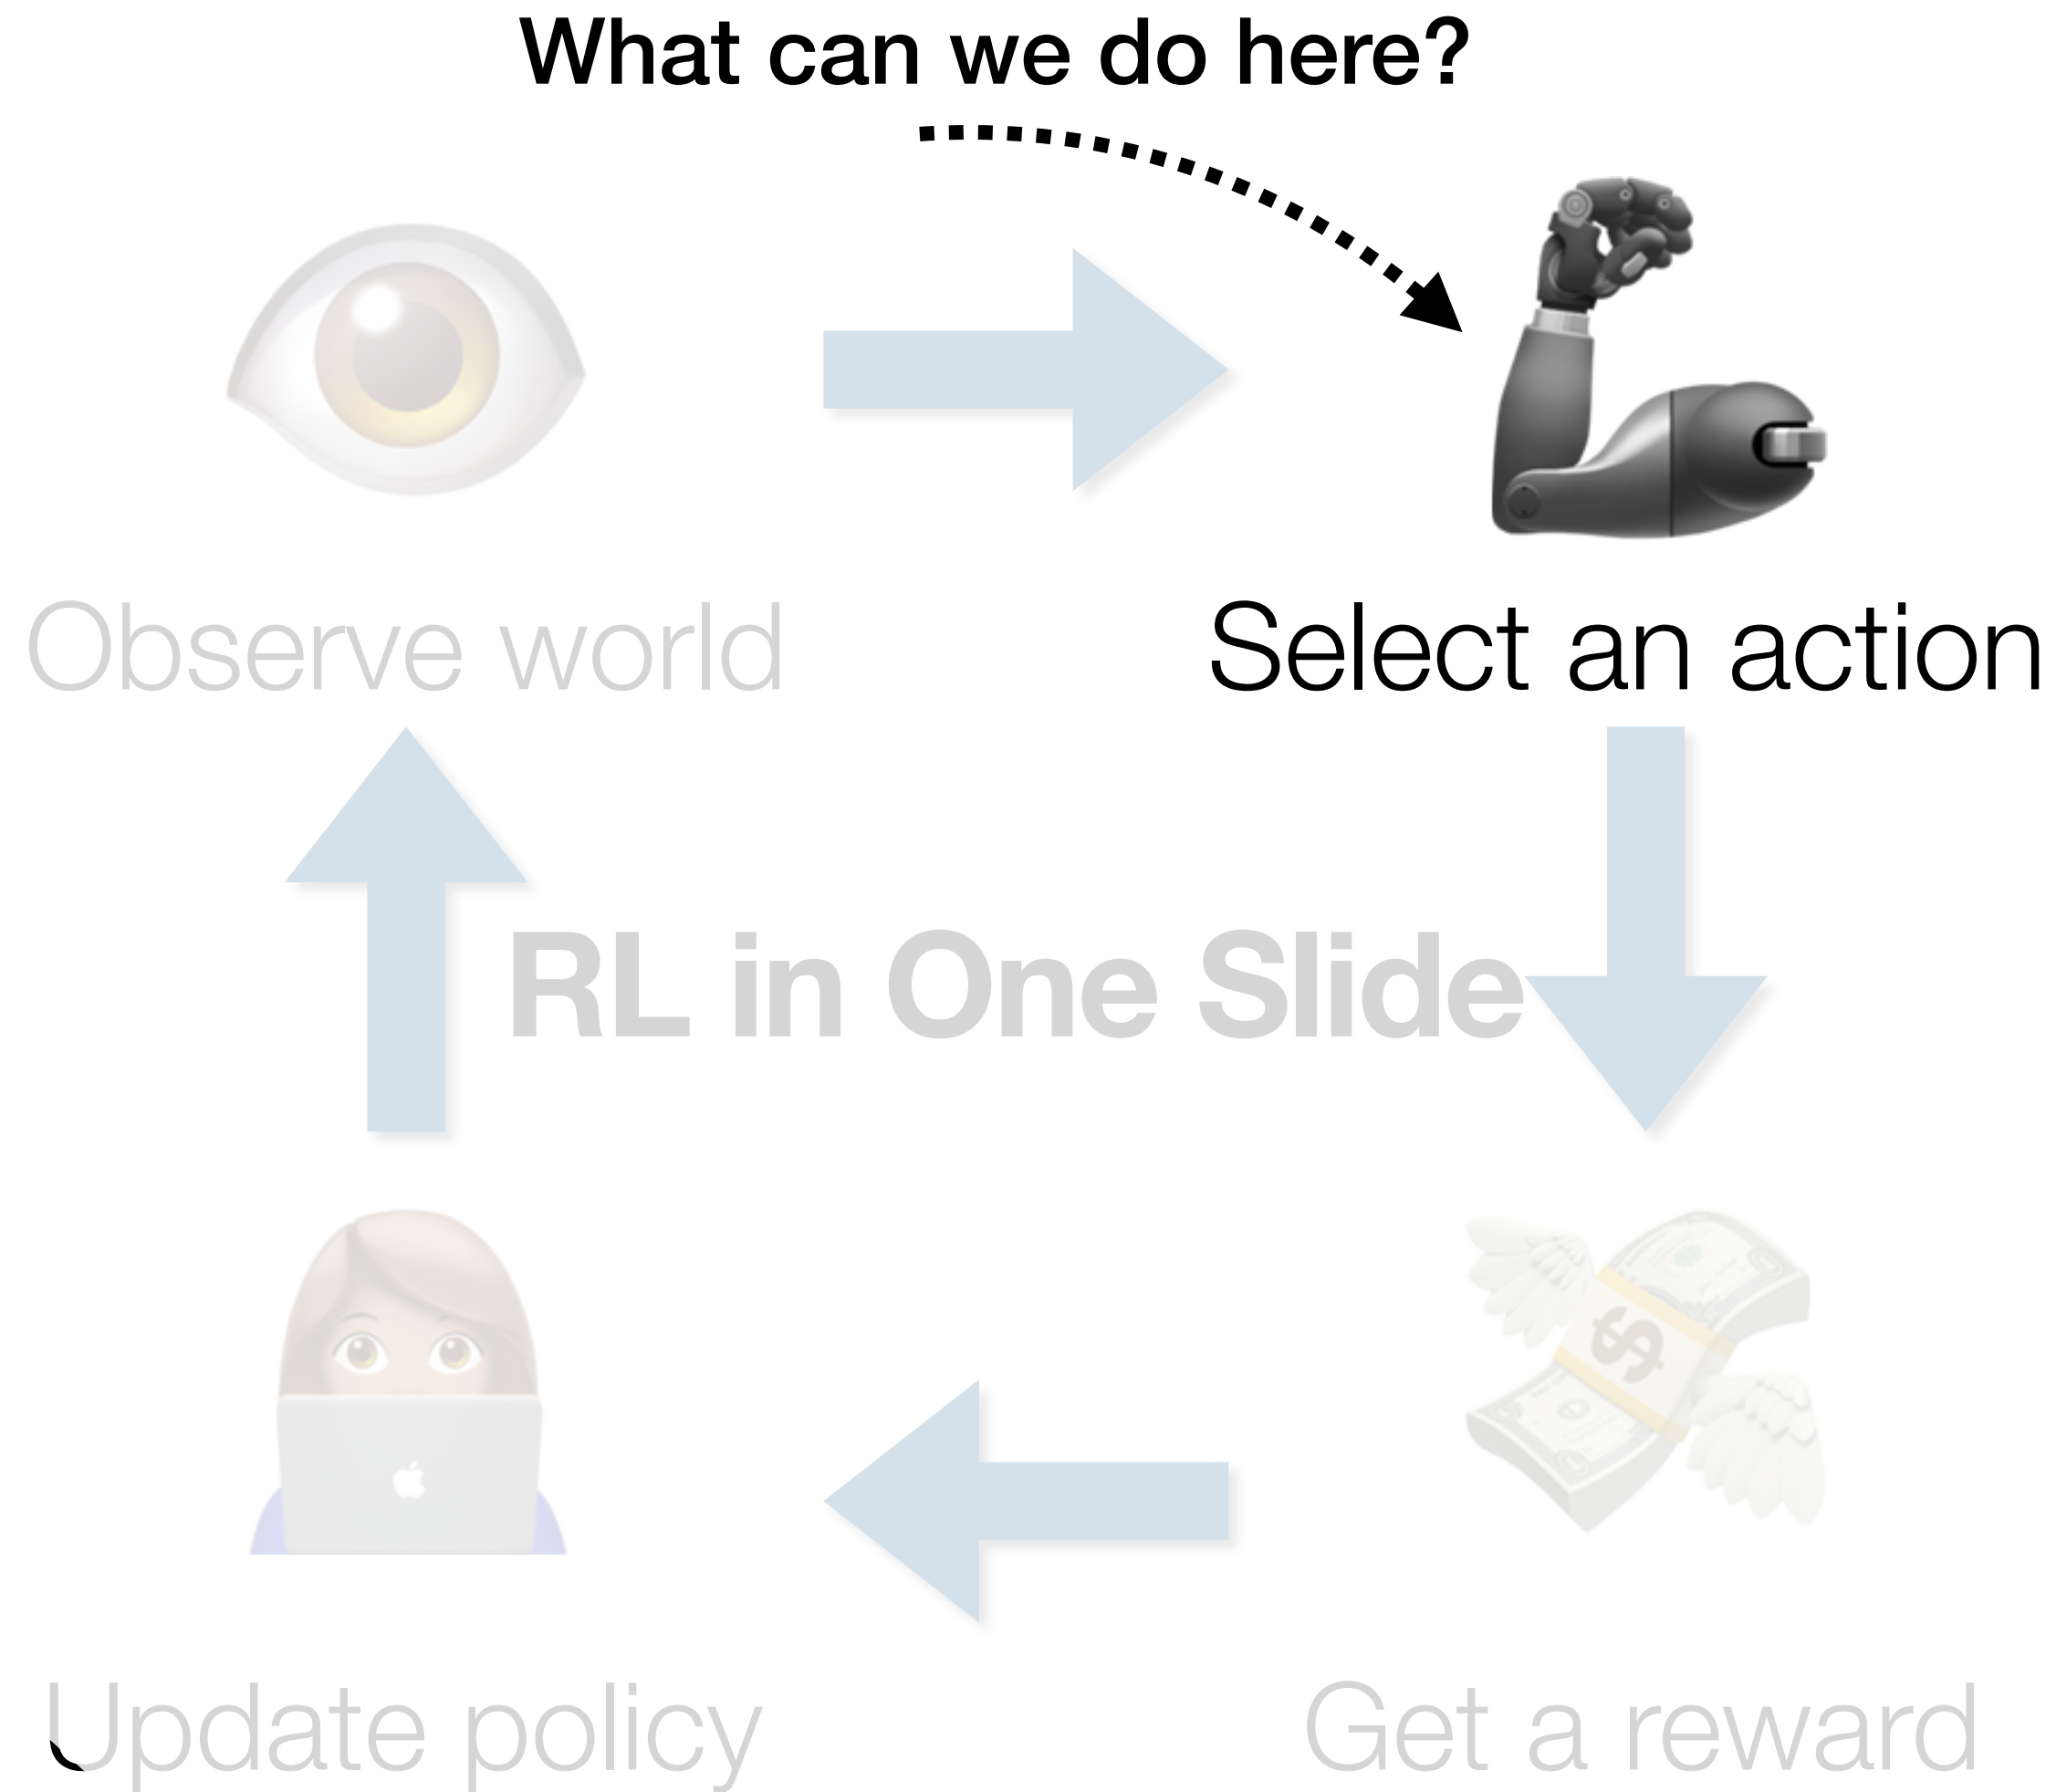 What can we do here?
Observe world
Select an action
RL in One Slide
Update policy
Get a reward